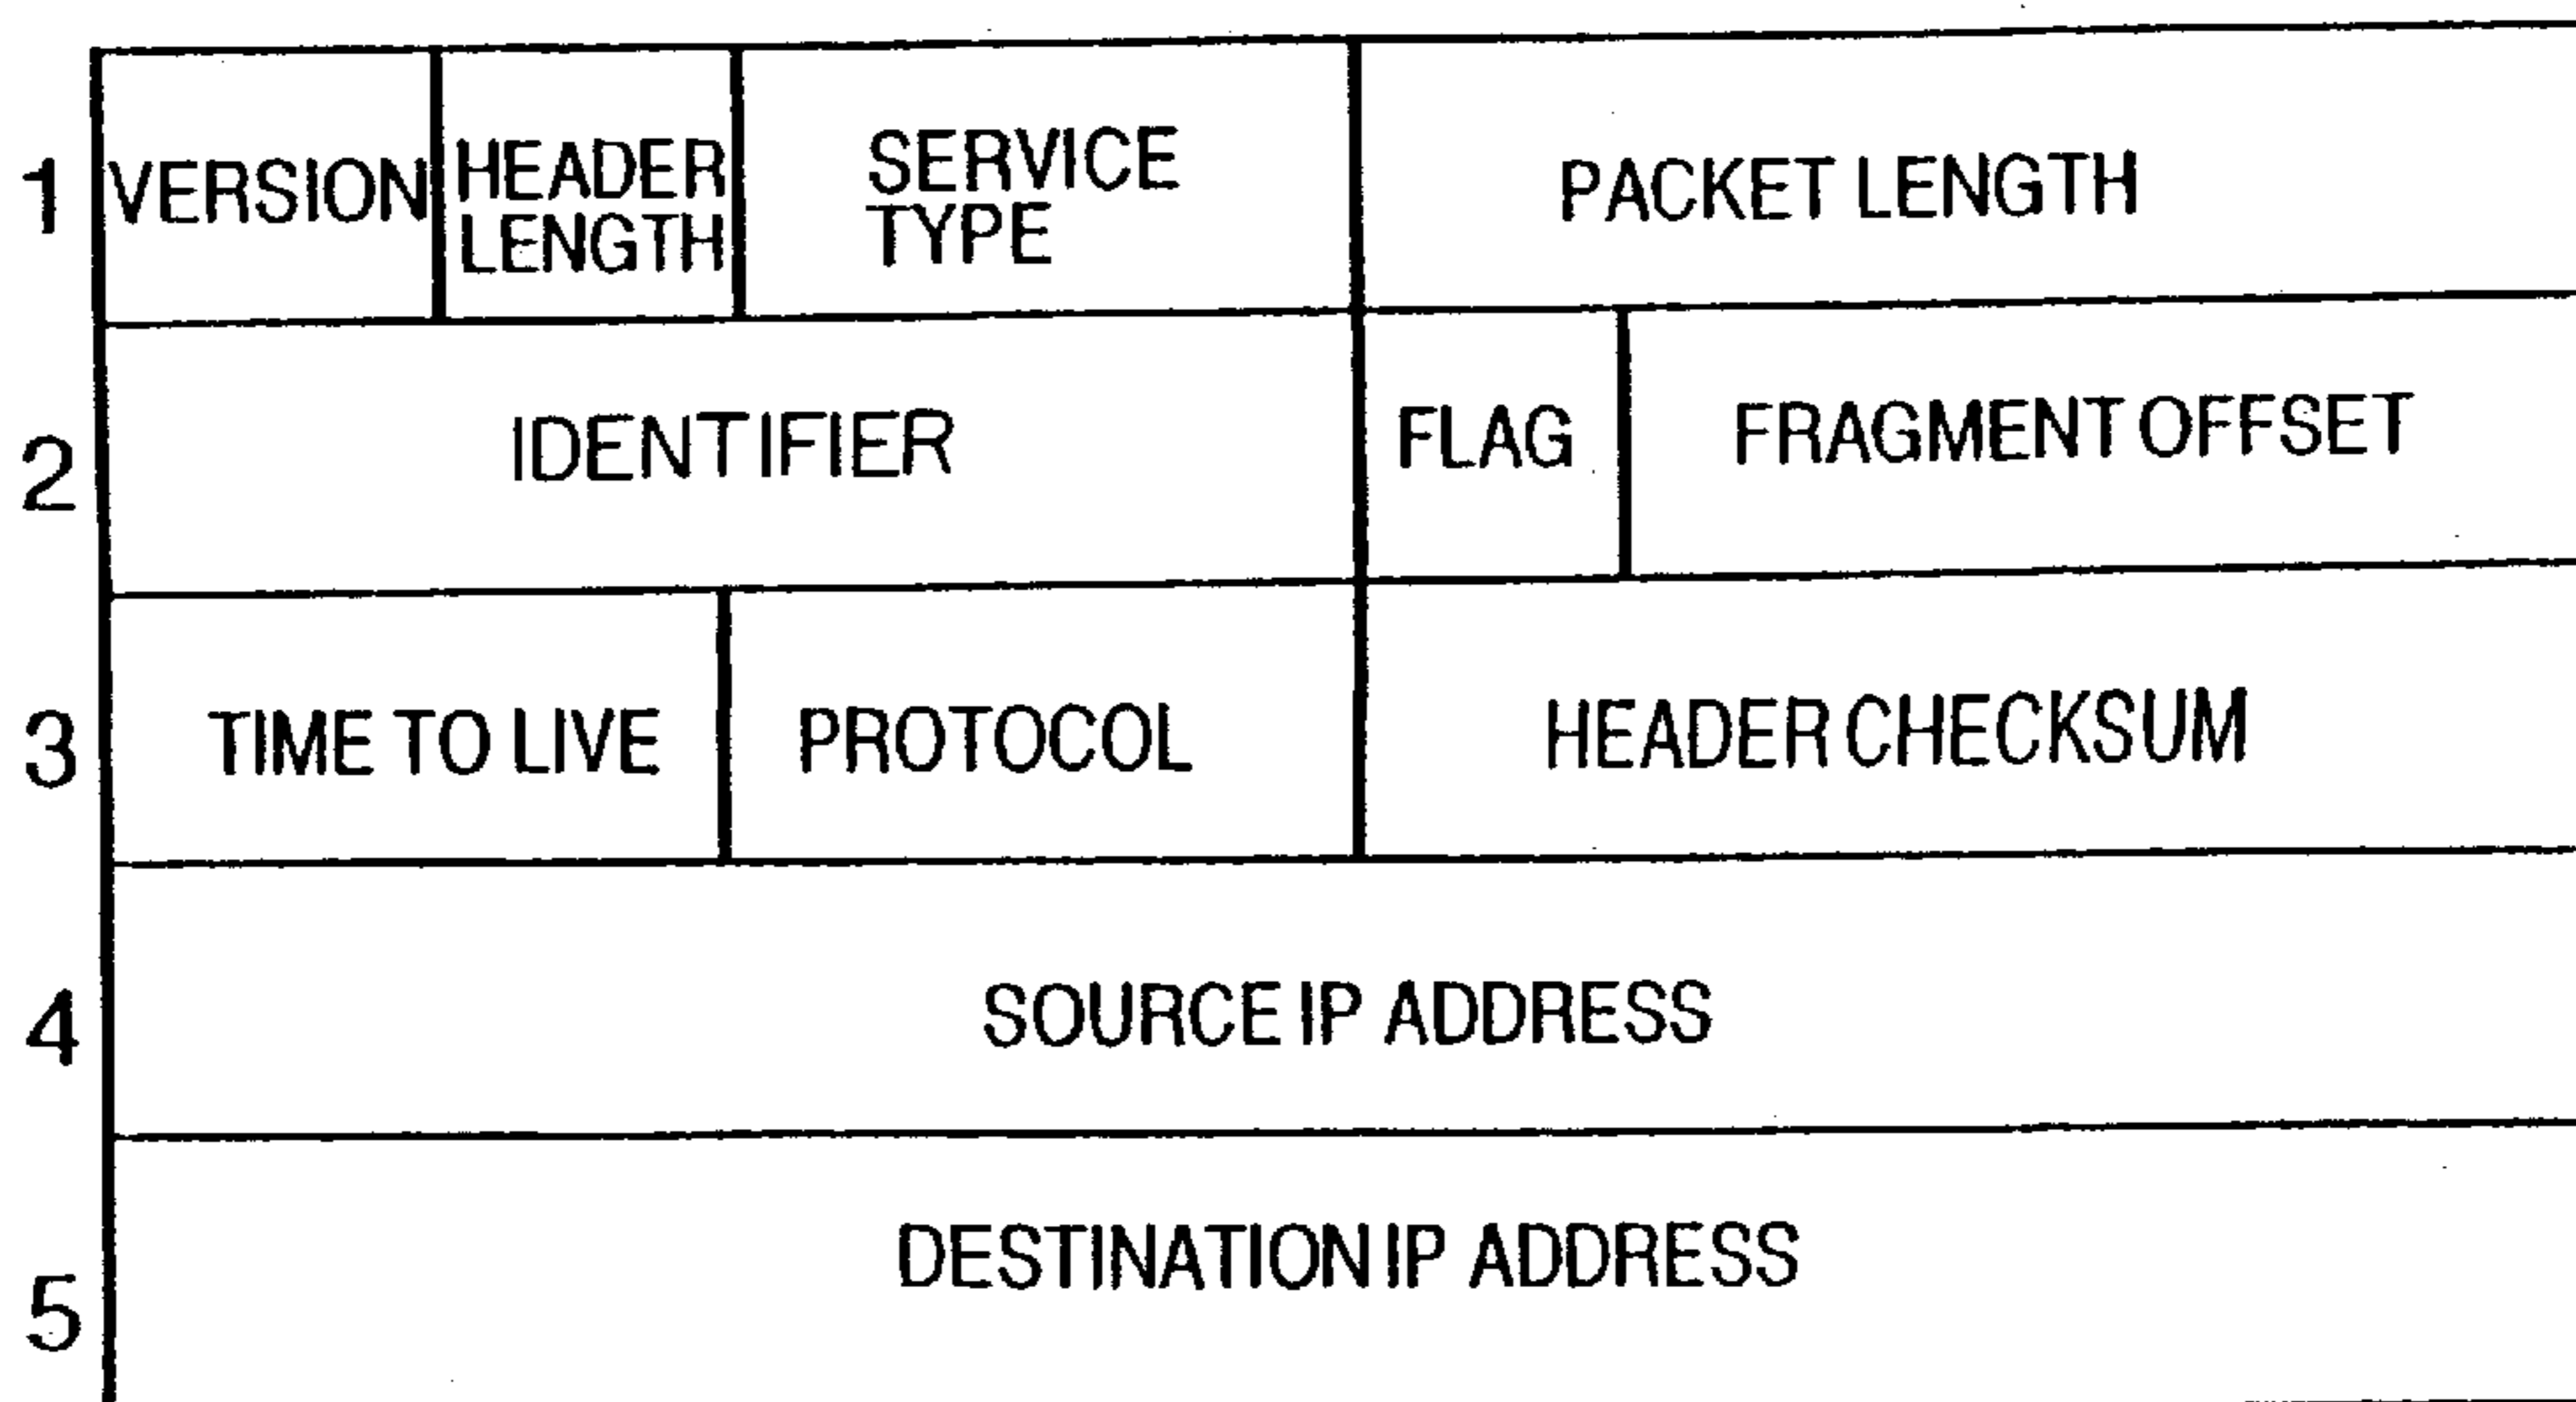 1 VERSION HEADER LENGTH SERVICE TYPE PACKET LENGTH
2 IDENTIFIER FLAG FRAGMENT OFFSET
3 TIME TO LIVE PROTOCOL HEADER CHECKSUM
4 SOURCE IP ADDRESS
5 DESTINATION IP ADDRESS